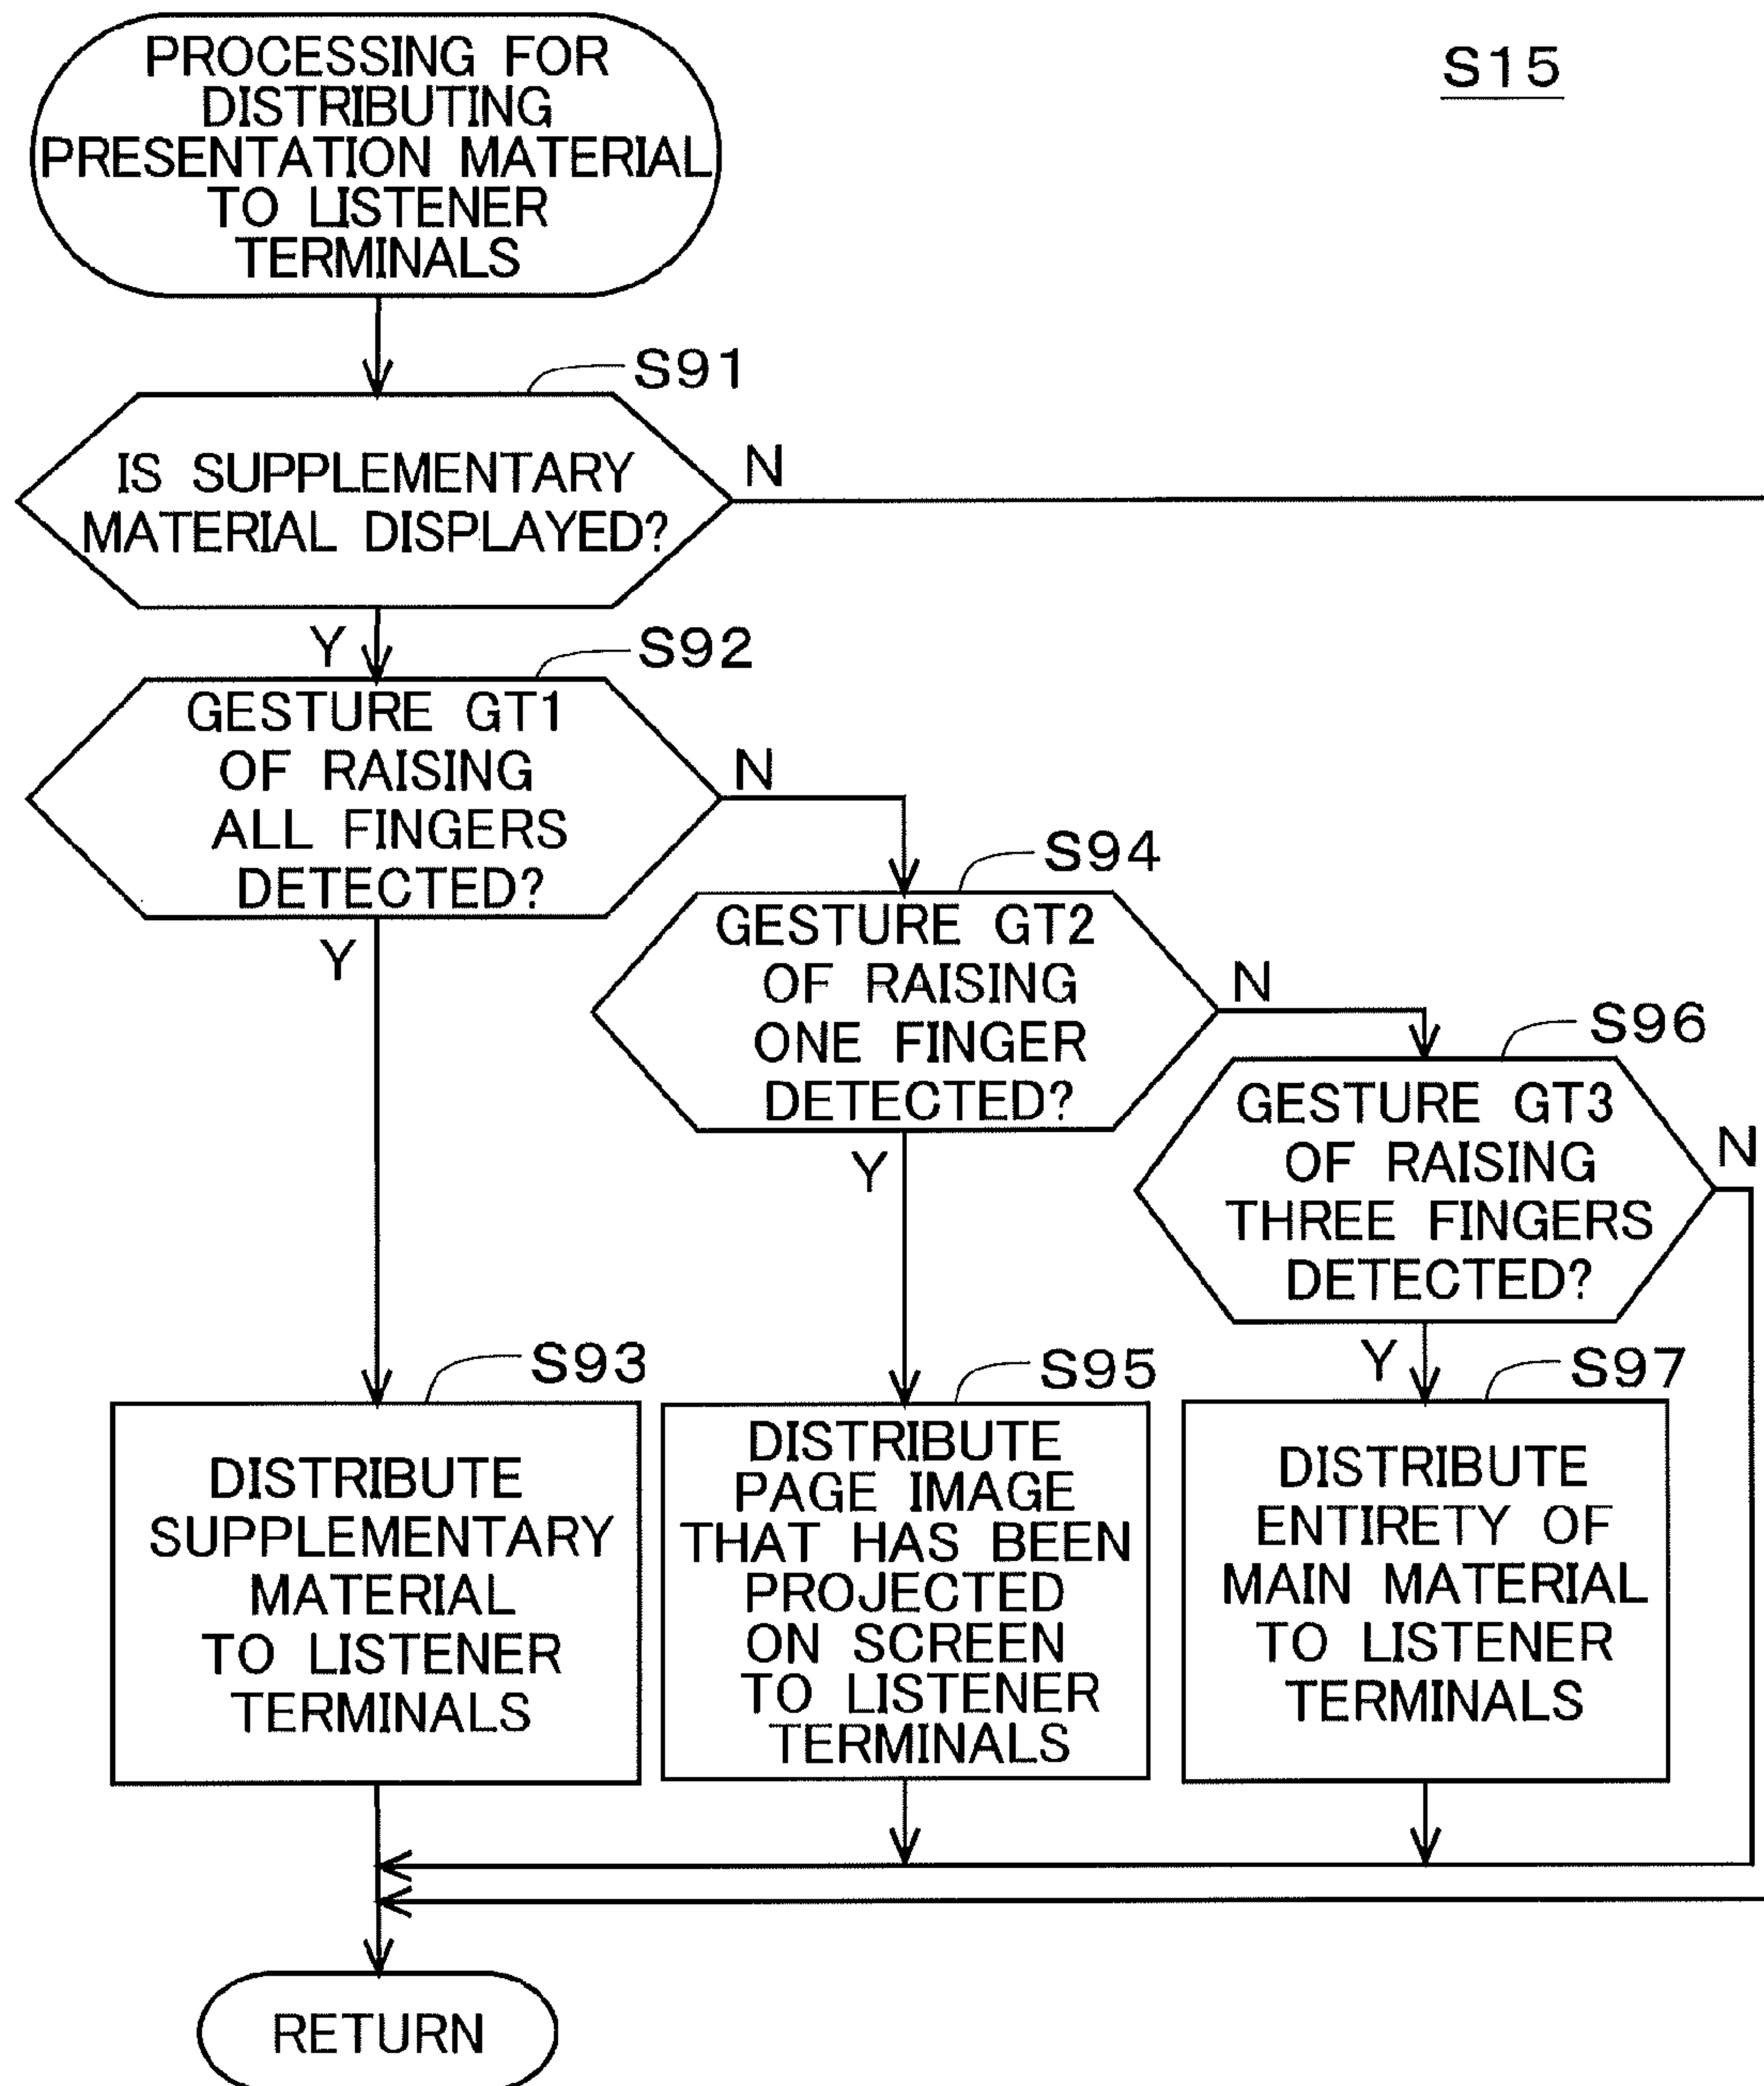 PROCESSING FOR
DISTRIBUTING
PRESENTATION MATERIAL
TO LISTENER
TERMINALS
S15
S91
IS SUPPLEMENTARY
MATERIAL DISPLAYED?
N
Y
S92
GESTURE GT1
OF RAISING
ALL FINGERS
DETECTED?
N
Y
S94
GESTURE GT2
OF RAISING
ONE FINGER
DETECTED?
N
Y
S96
GESTURE GT3
OF RAISING
THREE FINGERS
DETECTED?
N
Y
S93
DISTRIBUTE
SUPPLEMENTARY
MATERIAL
TO LISTENER
TERMINALS
S95
DISTRIBUTE
PAGE IMAGE
THAT HAS BEEN
PROJECTED
ON SCREEN
TO LISTENER
TERMINALS
S97
DISTRIBUTE
ENTIRETY OF
MAIN MATERIAL
TO LISTENER
TERMINALS
RETURN